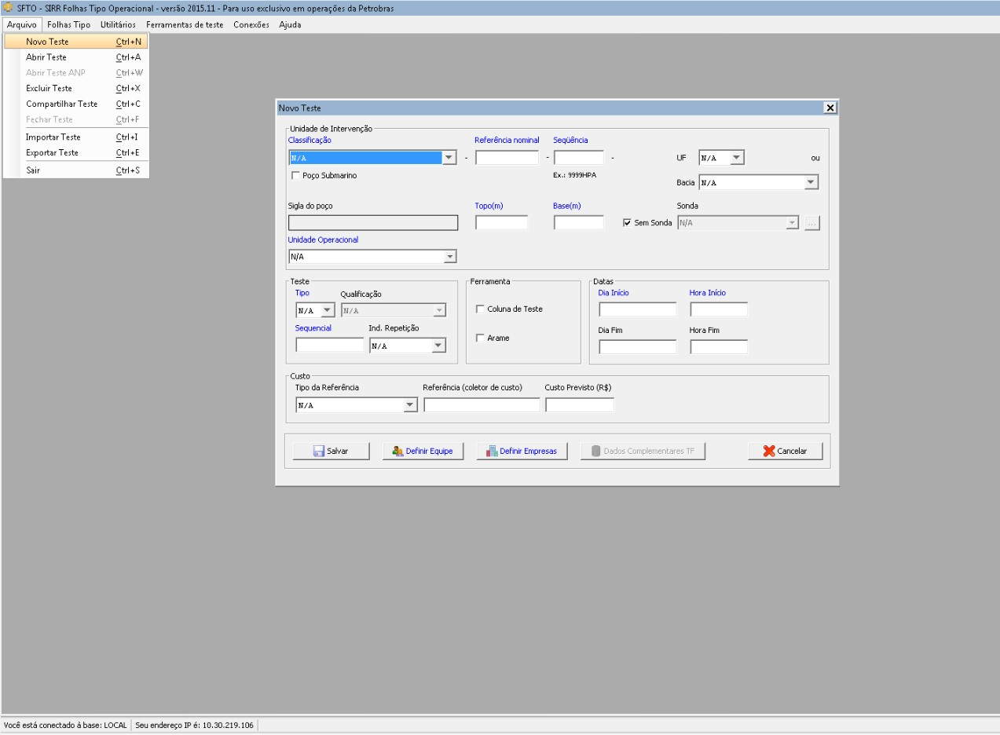 SFTO - SIRR Folhas Tipo Operacional - versão 2015.11 - Para uso exclusivo em operações da Petrobras
Arquivo Folhas Tipo Utilitários Ferramentas de teste Conexões Ajuda
Novo Teste Ctrl+N
Abrir Teste Ctrl+A
Abrir Teste ANP Ctrl+W
Excluir Teste Ctrl+X
Compartilhar Teste Ctrl+C
Fechar Teste Ctrl+F
Importar Teste Ctrl+I
Exportar Teste Ctrl+E
Sair Ctrl+S
Novo Teste
Unidade de Intervenção
Classificação Referência nominal Seqüência
N/A - - - UF N/A ou
Poço Submarino Ex.: 9999HPA
Bacia N/A
Sigla do poço Topo(m) Base(m) Sonda
Sem Sonda N/A ...
Unidade Operacional
N/A
Teste Ferramenta Datas
Tipo Qualificação Dia Início Hora Início
N/A N/A Coluna de Teste
Sequencial Ind. Repetição Dia Fim Hora Fim
N/A Arame
Custo
Tipo da Referência Referência (coletor de custo) Custo Previsto (R$)
N/A
Salvar Definir Equipe Definir Empresas Dados Complementares TF Cancelar
Você está conectado à base: LOCAL Seu endereço IP é: 10.30.219.106